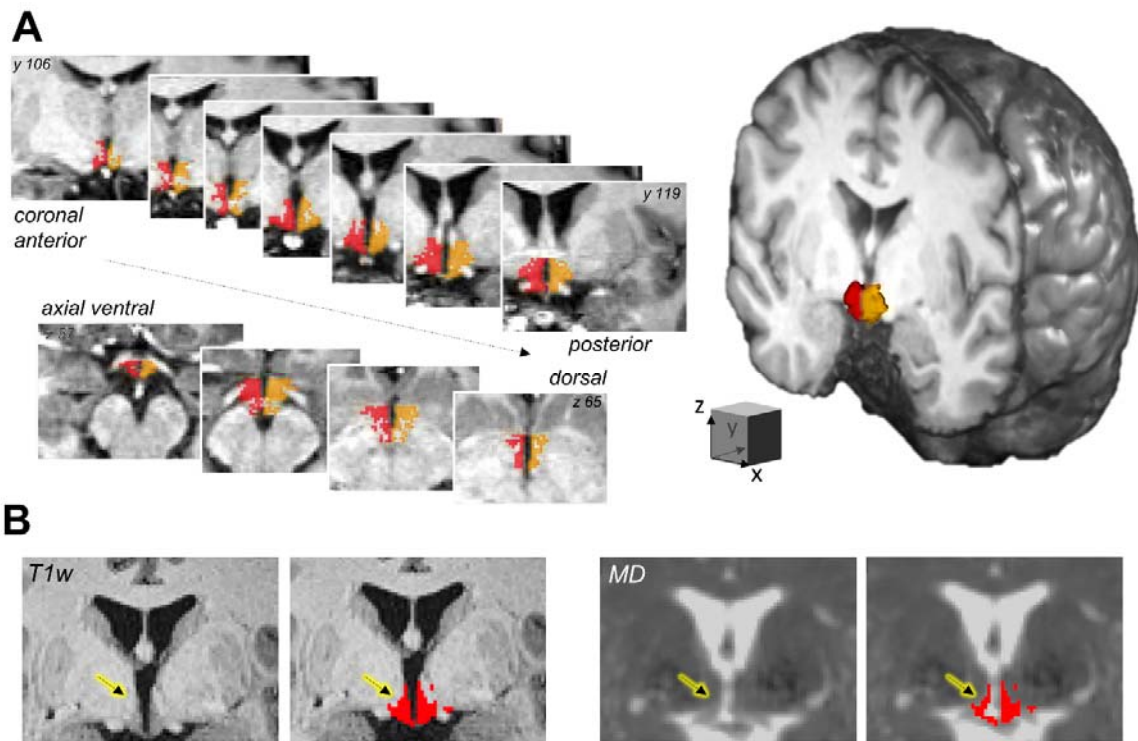 A
y 106
y 119
coronal
anterior
posterior
axial ventral
dorsal
z 65
z
y
x
B
T1w
MD